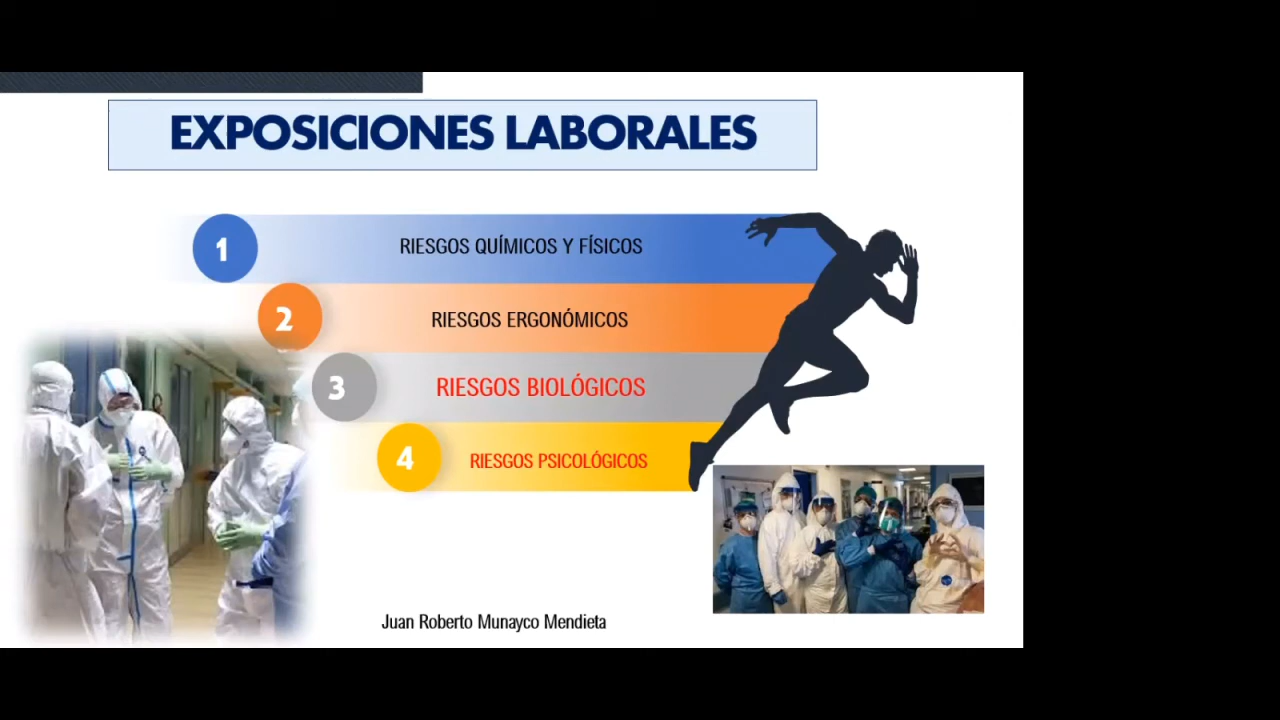 EXPOSICIONES LABORALES
1
RIESGOS QUÍMICOS Y FÍSICOS
2
RIESGOS ERGONÓMICOS
3
RIESGOS BIOLÓGICOS
4
RIESGOS PSICOLÓGICOS
Juan Roberto Munayco Mendieta